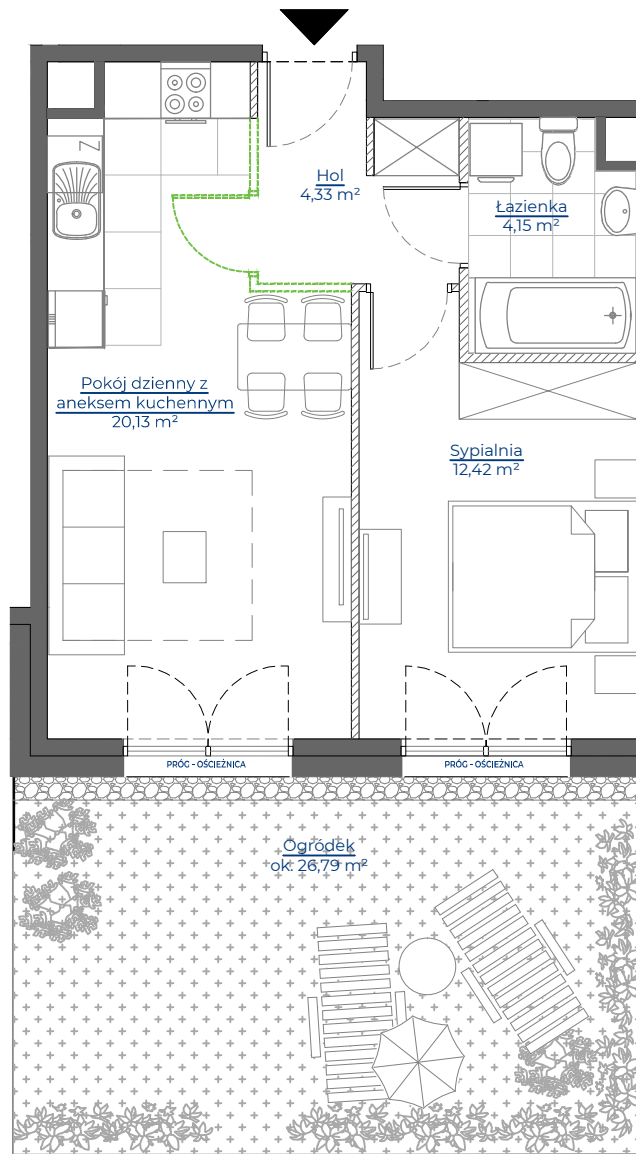 Hol
4,33 m²
Łazienka
4,15 m²
Z
Pokój dzienny z
aneksem kuchennym
20,13 m²
Sypialnia
12,42 m²
PRÓG - OŚCIEŻNICA
PRÓG - OŚCIEŻNICA
Ogródek
ok. 26,79 m²